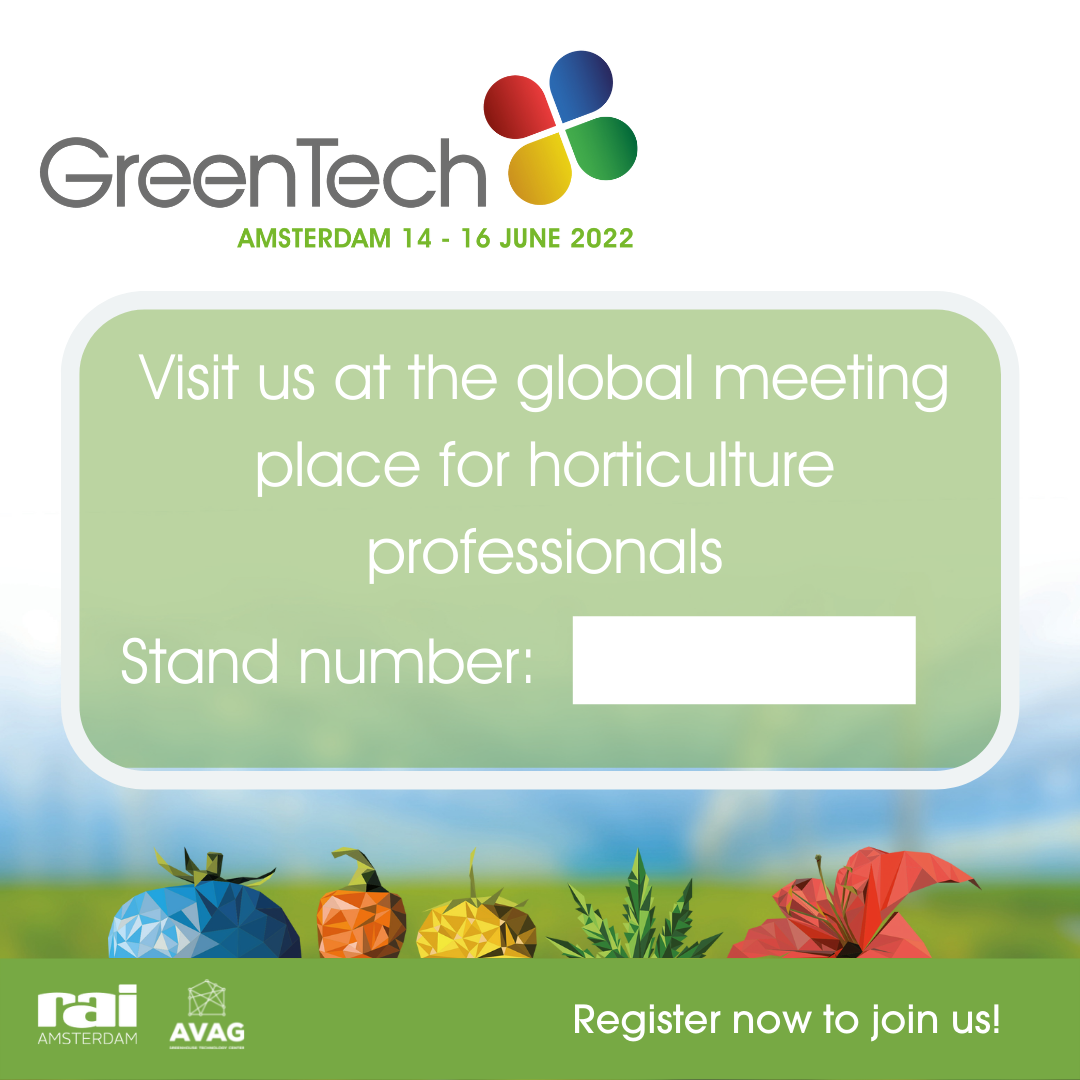 GreenTech
AMSTERDAM 14 - 16 JUNE 2022
Visit us at the global meeting
place for horticulture
professionals
Stand number:
rai
AMSTERDAM
AVAG
Register now to join us!